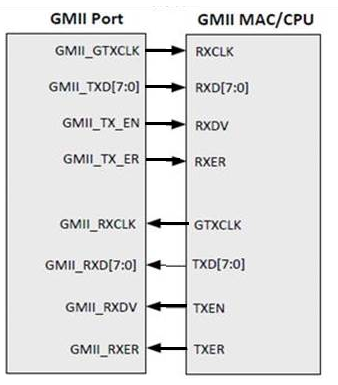 GMII Port GMII MAC/CPU
GMII_GTXCLK RXCLK
GMII_TXD[7:0] RXD[7:0]
GMII_TX_EN RXDV
GMII_TX_ER RXER
GMII_RXCLK GTXCLK
GMII_RXD[7:0] TXD[7:0]
GMII_RXDV TXEN
GMII_RXER TXER